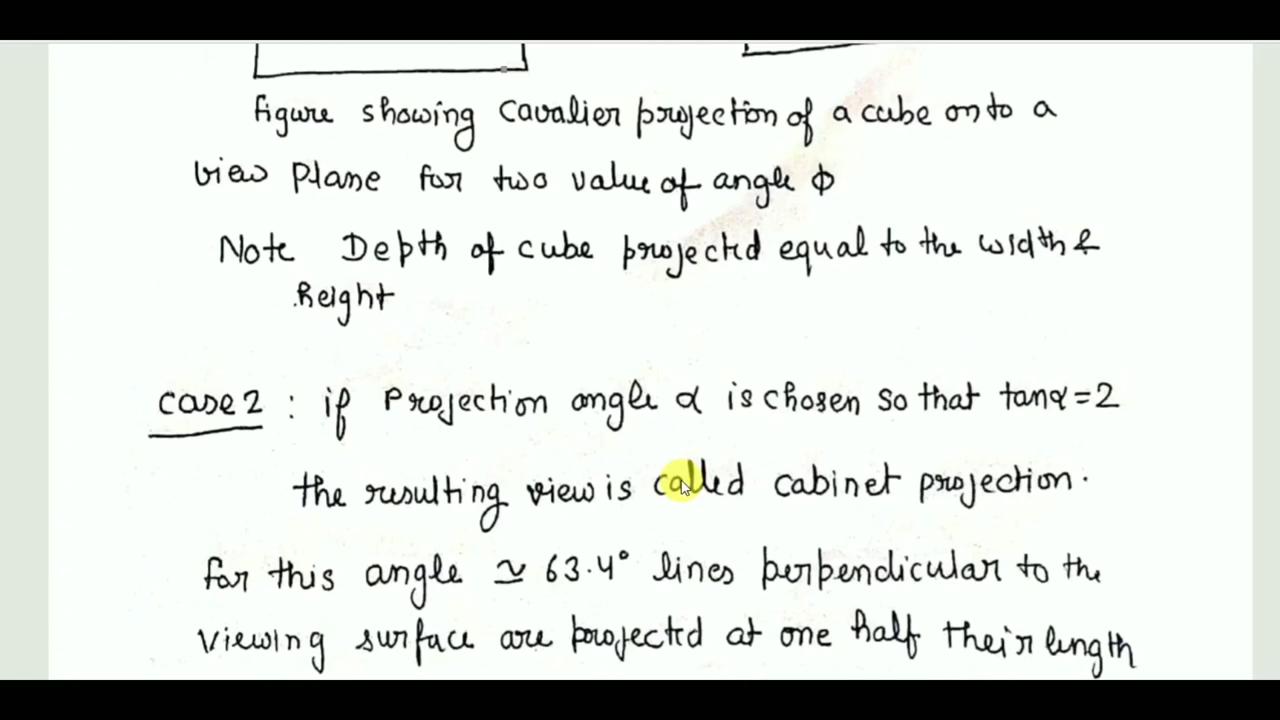 figure showing cavalier projection of a cube onto a
view plane for two value of angle ϕ
Note Depth of cube projected equal to the width &
height
case 2 : if projection angle α is chosen so that tanα = 2
the resulting view is called cabinet projection.
for this angle ≃ 63.4° lines perpendicular to the
viewing surface are projected at one half their length